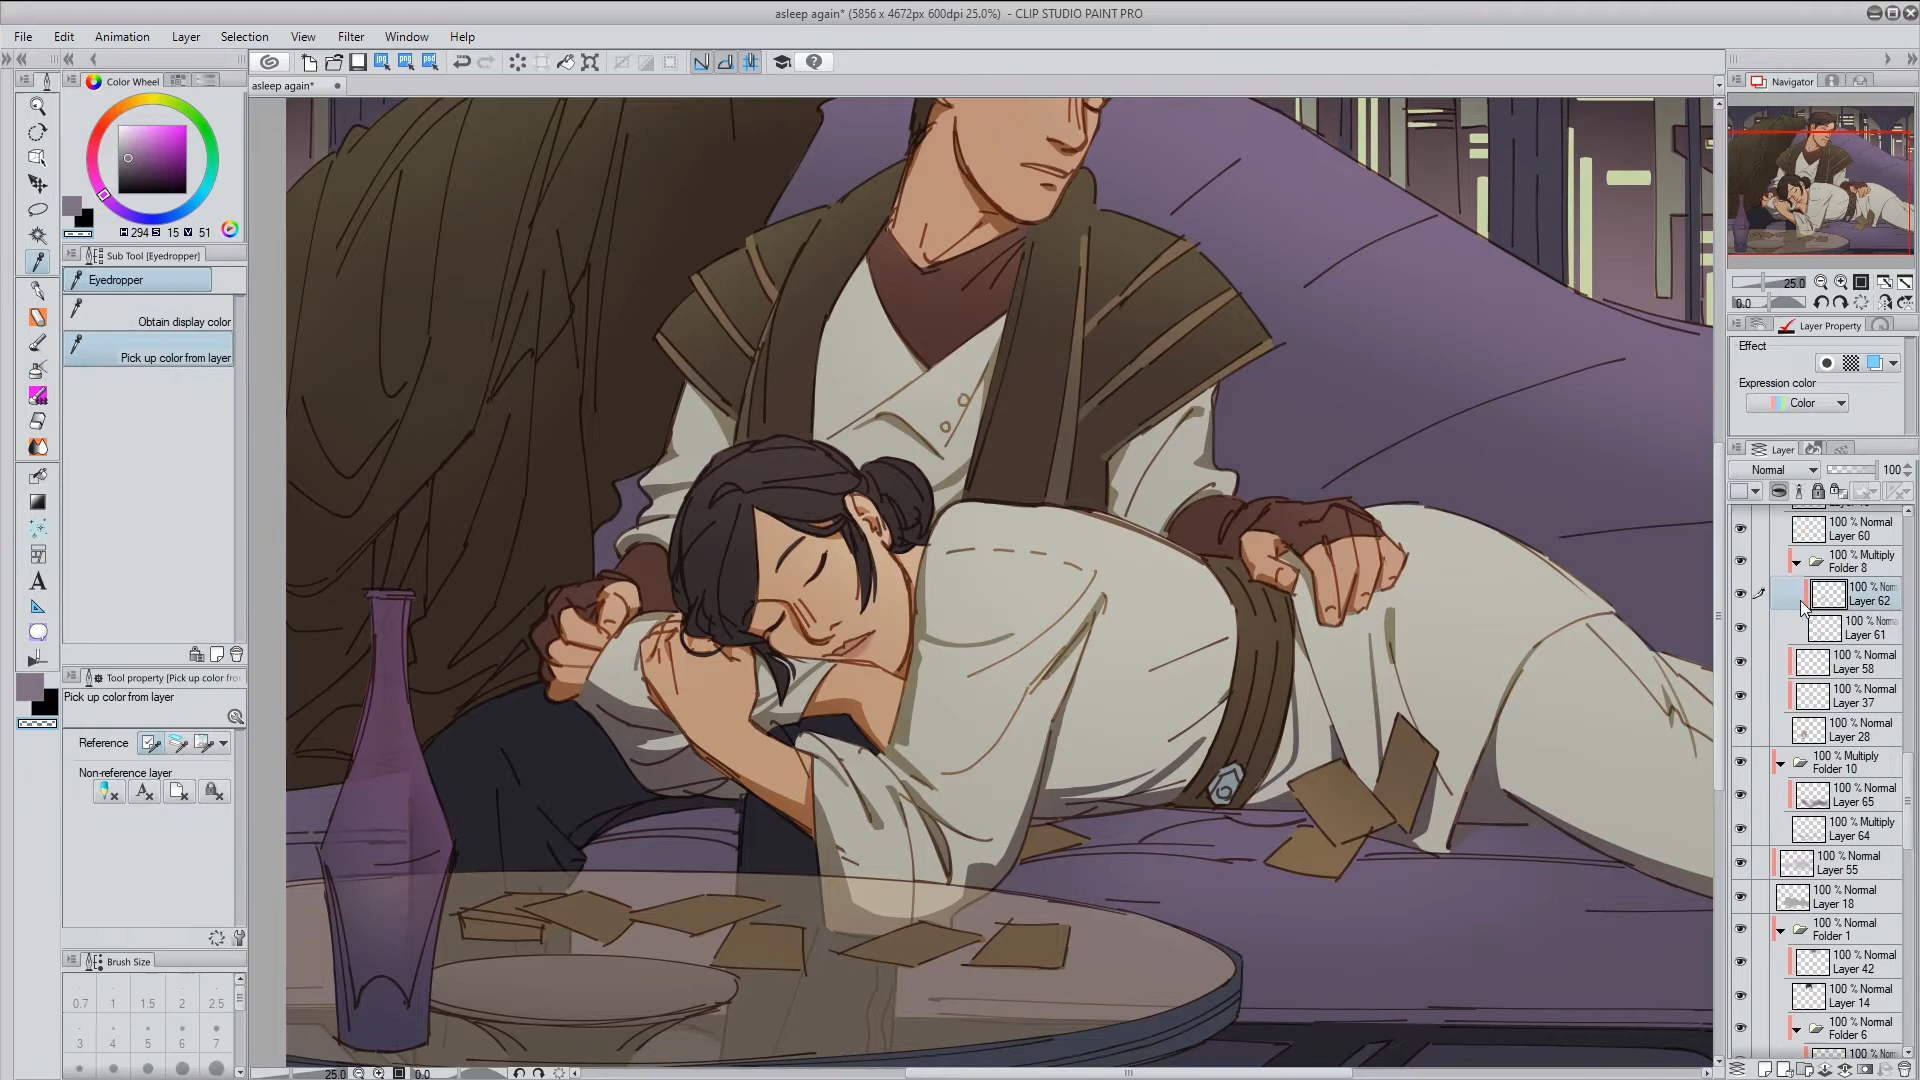 asleep again* (5856 x 4672px 600dpi 25.0%) - CLIP STUDIO PAINT PRO
File Edit Animation Layer Selection View Filter Window Help
asleep again*
Color Wheel
H 294 S 15 V 51
Sub Tool [Eyedropper]
Eyedropper
Obtain display color
Pick up color from layer
Tool property [Pick up color fro
Pick up color from layer
Reference
Non-reference layer
Brush Size
0.7 1 1.5 2 2.5
3 4 5 6 7
25.0 0.0
Navigator
25.0
0.0
Layer Property
Effect
Expression color
Color
Layer
Normal 100
100 % Normal
Layer 60
100 % Multiply
Folder 8
100 % Norm
Layer 62
100 % Norma
Layer 61
100 % Normal
Layer 58
100 % Normal
Layer 37
100 % Normal
Layer 28
100 % Multiply
Folder 10
100 % Normal
Layer 65
100 % Multiply
Layer 64
100 % Normal
Layer 55
100 % Normal
Layer 18
100 % Normal
Folder 1
100 % Normal
Layer 42
100 % Normal
Layer 14
100 % Normal
Folder 6